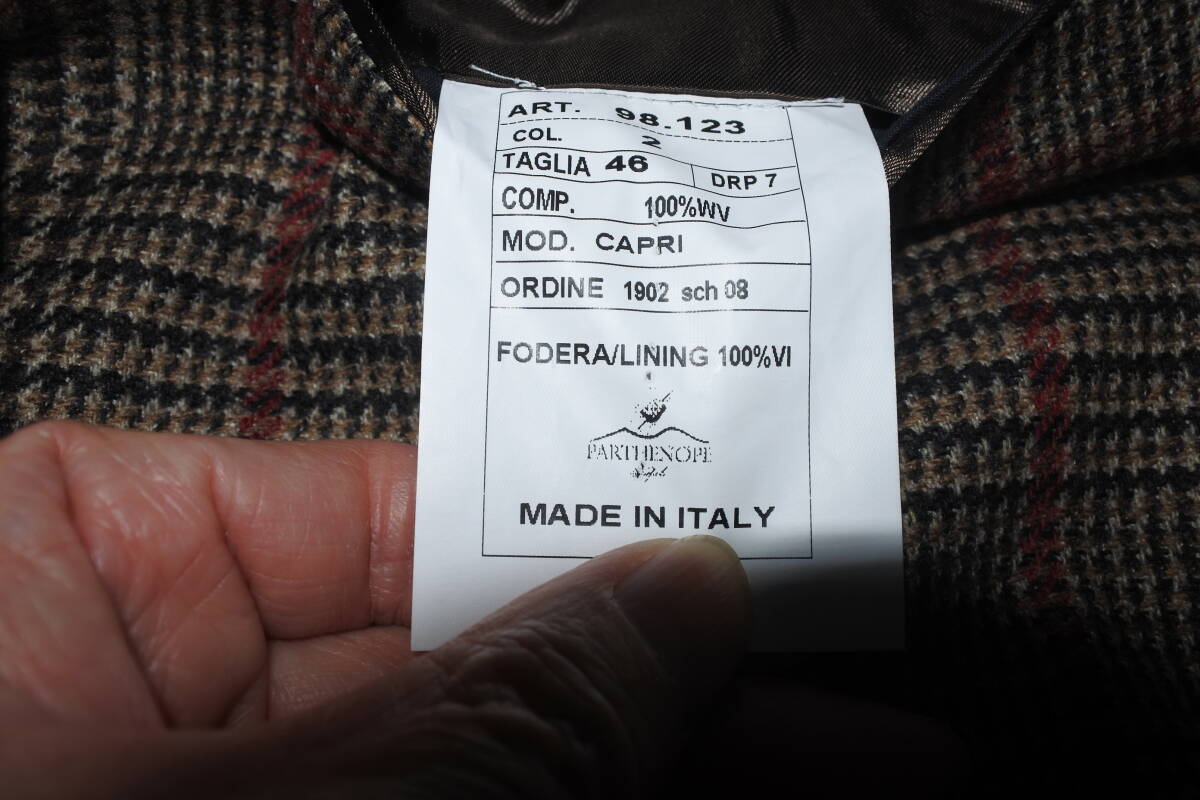 ART. 98.123
COL. 2
TAGLIA 46 DRP 7
COMP. 100%WV
MOD. CAPRI
ORDINE 1902 sch 08
FODERA/LINING 100%VI
PARTHENOPE
MADE IN ITALY